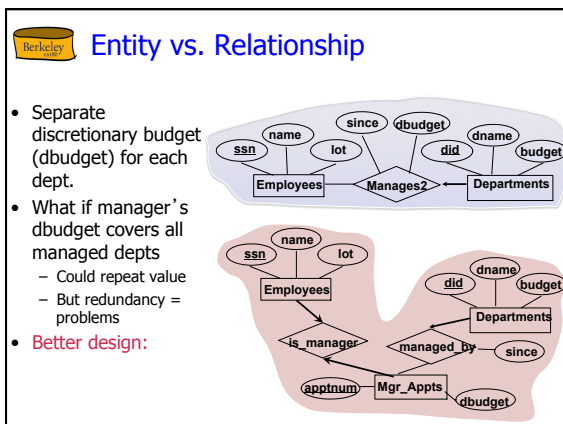 Berkeley
cs186
Entity vs. Relationship
• Separate
discretionary budget
(dbudget) for each
dept.
• What if manager’s
dbudget covers all
managed depts
– Could repeat value
– But redundancy =
problems
• Better design:
since
dbudget
name
dname
ssn
lot
did
budget
Employees
Manages2
Departments
name
ssn
lot
dname
did
budget
Employees
Departments
is_manager
managed_by
since
apptnum
Mgr_Appts
dbudget